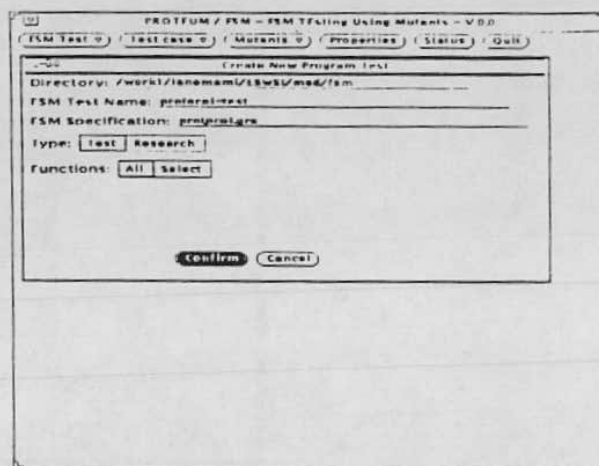 PROTEUM / FSM - FSM TEsting Using Mutants - V 0.0
FSM Test Test case Mutants Properties Status Quit
Create New Program Test
Directory:
FSM Test Name:
FSM Specification:
Type: Test Research
Functions: All Select
Confirm Cancel